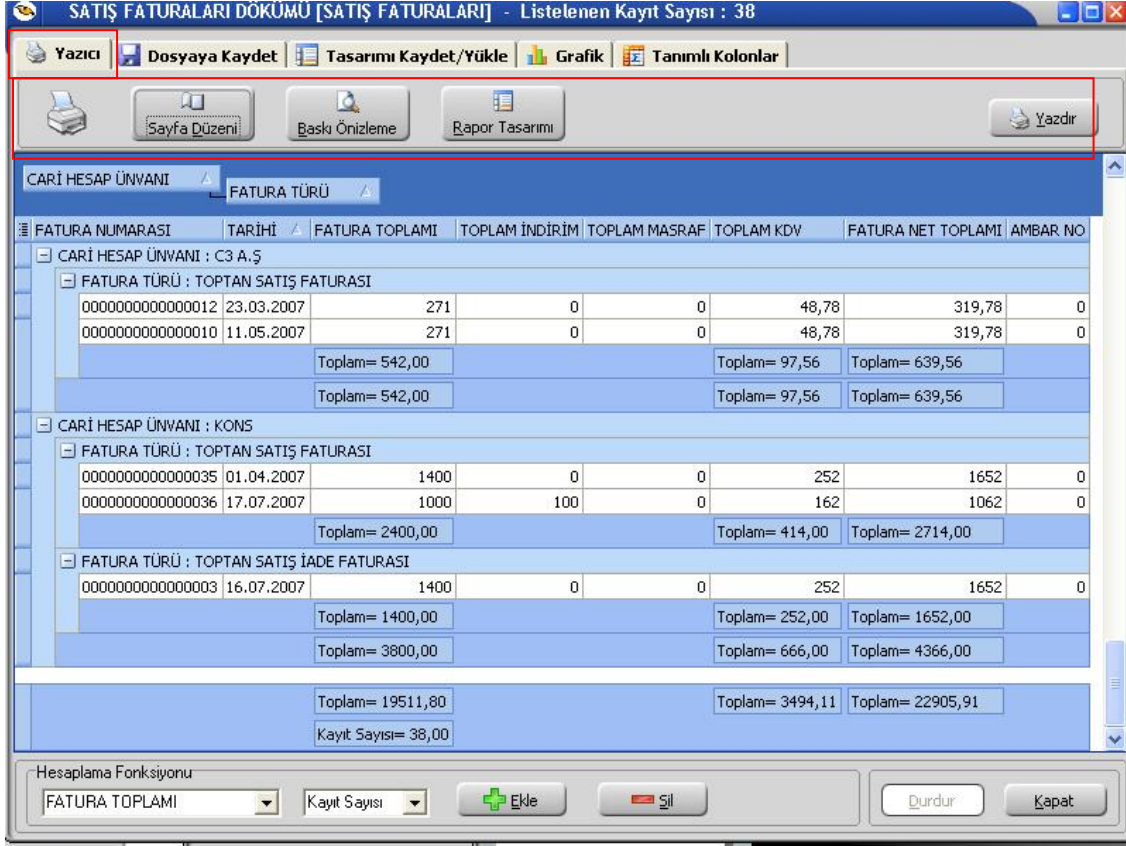 SATIŞ FATURALARI DÖKÜMÜ [SATIŞ FATURALARI] - Listelenen Kayıt Sayısı : 38
Yazıcı Dosyaya Kaydet Tasarımı Kaydet/Yükle Grafik Tanımlı Kolonlar
Sayfa Düzeni Baskı Önizleme Rapor Tasarımı Yazdır
CARİ HESAP ÜNVANI
FATURA TÜRÜ
FATURA NUMARASI TARİHİ FATURA TOPLAMI TOPLAM İNDİRİM TOPLAM MASRAF TOPLAM KDV FATURA NET TOPLAMI AMBAR NO
CARİ HESAP ÜNVANI : C3 A.Ş
FATURA TÜRÜ : TOPTAN SATIŞ FATURASI
0000000000000012 23.03.2007 271 0 0 48,78 319,78 0
0000000000000010 11.05.2007 271 0 0 48,78 319,78 0
Toplam= 542,00 Toplam= 97,56 Toplam= 639,56
Toplam= 542,00 Toplam= 97,56 Toplam= 639,56
CARİ HESAP ÜNVANI : KONS
FATURA TÜRÜ : TOPTAN SATIŞ FATURASI
0000000000000035 01.04.2007 1400 0 0 252 1652 0
0000000000000036 17.07.2007 1000 100 0 162 1062 0
Toplam= 2400,00 Toplam= 414,00 Toplam= 2714,00
FATURA TÜRÜ : TOPTAN SATIŞ İADE FATURASI
0000000000000003 16.07.2007 1400 0 0 252 1652 0
Toplam= 1400,00 Toplam= 252,00 Toplam= 1652,00
Toplam= 3800,00 Toplam= 666,00 Toplam= 4366,00
Toplam= 19511,80 Toplam= 3494,11 Toplam= 22905,91
Kayıt Sayısı= 38,00
Hesaplama Fonksiyonu
FATURA TOPLAMI Kayıt Sayısı Ekle Sil Durdur Kapat